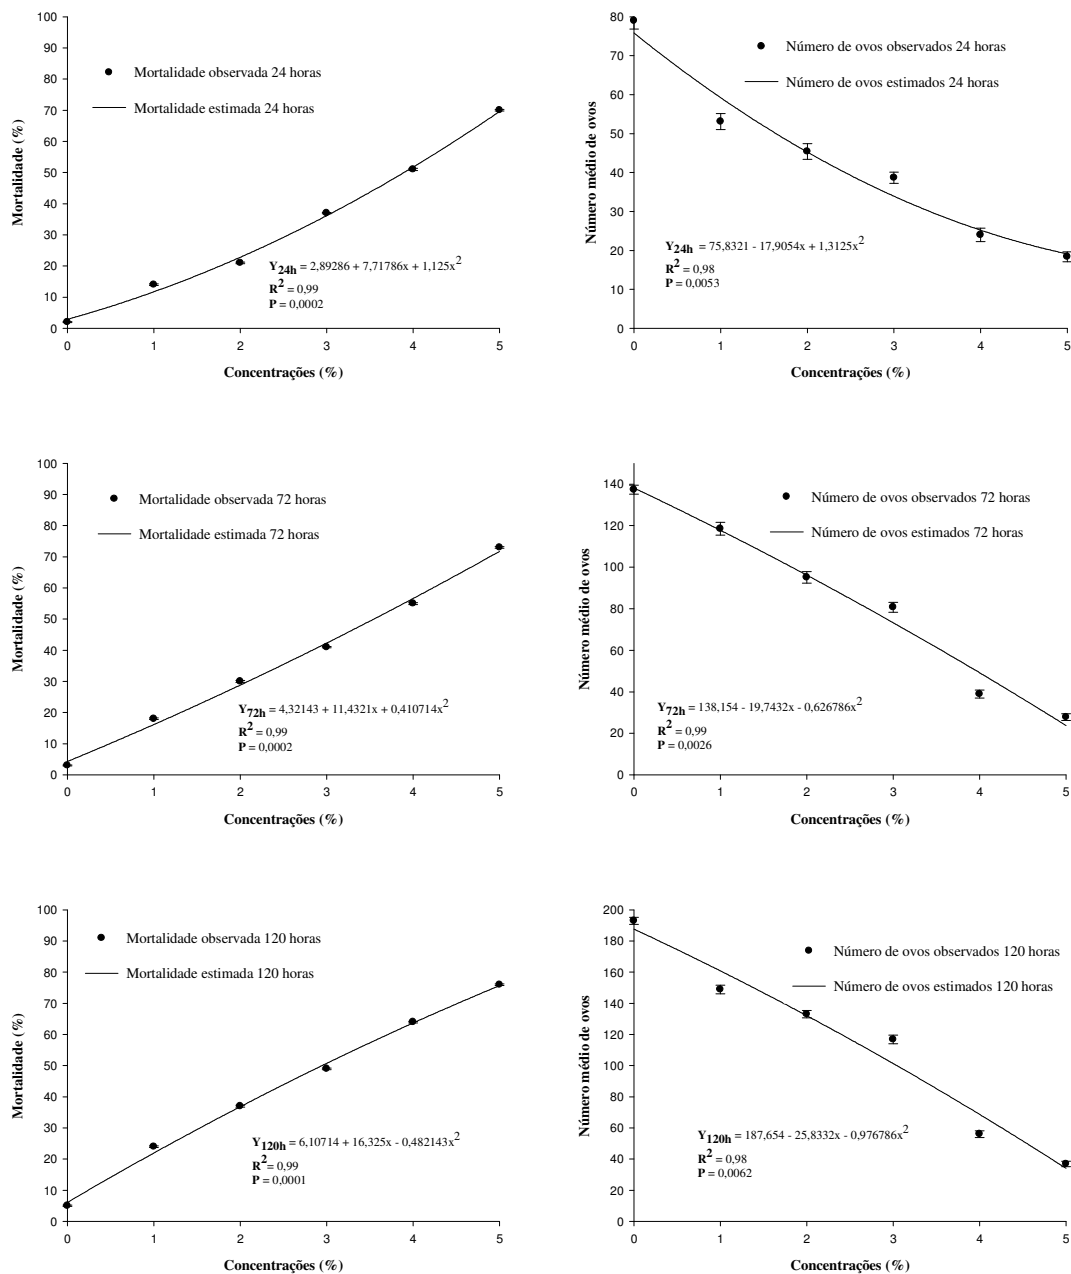 100
90
80
70
60
50
40
30
20
10
0
Mortalidade (%)
Mortalidade observada 24 horas
Mortalidade estimada 24 horas
Y24h = 2,89286 + 7,71786x + 1,125x2
R2 = 0,99
P = 0,0002
0 1 2 3 4 5
Concentrações (%)
80
70
60
50
40
30
20
10
0
Número médio de ovos
Número de ovos observados 24 horas
Número de ovos estimados 24 horas
Y24h = 75,8321 - 17,9054x + 1,3125x2
R2 = 0,98
P = 0,0053
0 1 2 3 4 5
Concentrações (%)
100
90
80
70
60
50
40
30
20
10
0
Mortalidade (%)
Mortalidade observada 72 horas
Mortalidade estimada 72 horas
Y72h = 4,32143 + 11,4321x + 0,410714x2
R2 = 0,99
P = 0,0002
0 1 2 3 4 5
Concentrações (%)
140
120
100
80
60
40
20
0
Número médio de ovos
Número de ovos observados 72 horas
Número de ovos estimados 72 horas
Y72h = 138,154 - 19,7432x - 0,626786x2
R2 = 0,99
P = 0,0026
0 1 2 3 4 5
Concentrações (%)
100
90
80
70
60
50
40
30
20
10
0
Mortalidade (%)
Mortalidade observada 120 horas
Mortalidade estimada 120 horas
Y120h = 6,10714 + 16,325x - 0,482143x2
R2 = 0,99
P = 0,0001
0 1 2 3 4 5
Concentrações (%)
200
180
160
140
120
100
80
60
40
20
0
Número médio de ovos
Número de ovos observados 120 horas
Número de ovos estimados 120 horas
Y120h = 187,654 - 25,8332x - 0,976786x2
R2 = 0,98
P = 0,0062
0 1 2 3 4 5
Concentrações (%)